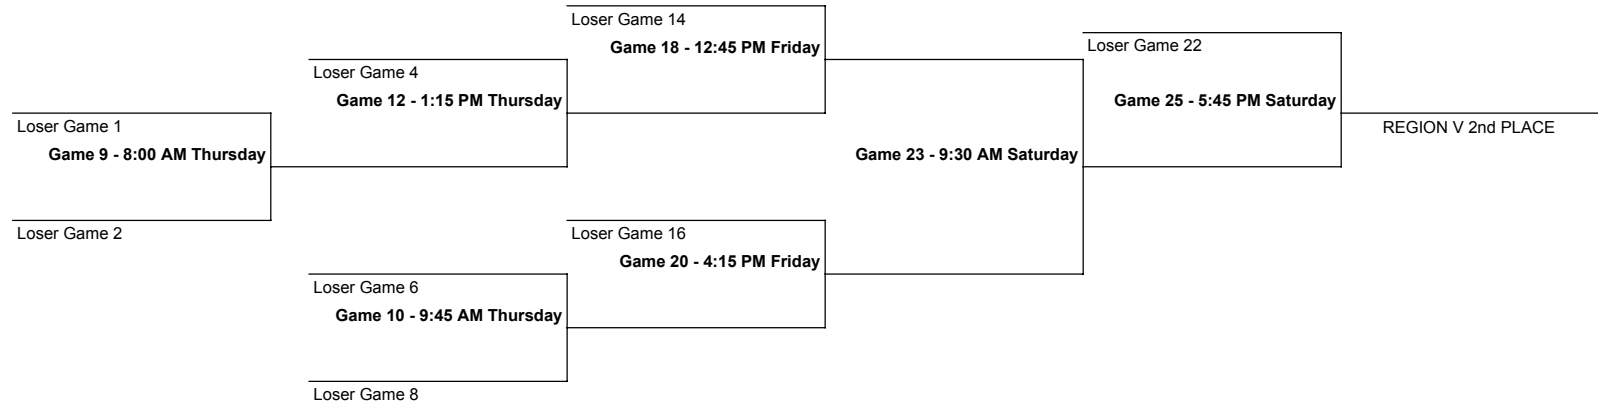 Loser Game 14
Game 18 - 12:45 PM Friday
Loser Game 22
Loser Game 4
Game 12 - 1:15 PM Thursday
Game 25 - 5:45 PM Saturday
Loser Game 1
REGION V 2nd PLACE
Game 9 - 8:00 AM Thursday
Game 23 - 9:30 AM Saturday
Loser Game 2
Loser Game 16
Game 20 - 4:15 PM Friday
Loser Game 6
Game 10 - 9:45 AM Thursday
Loser Game 8